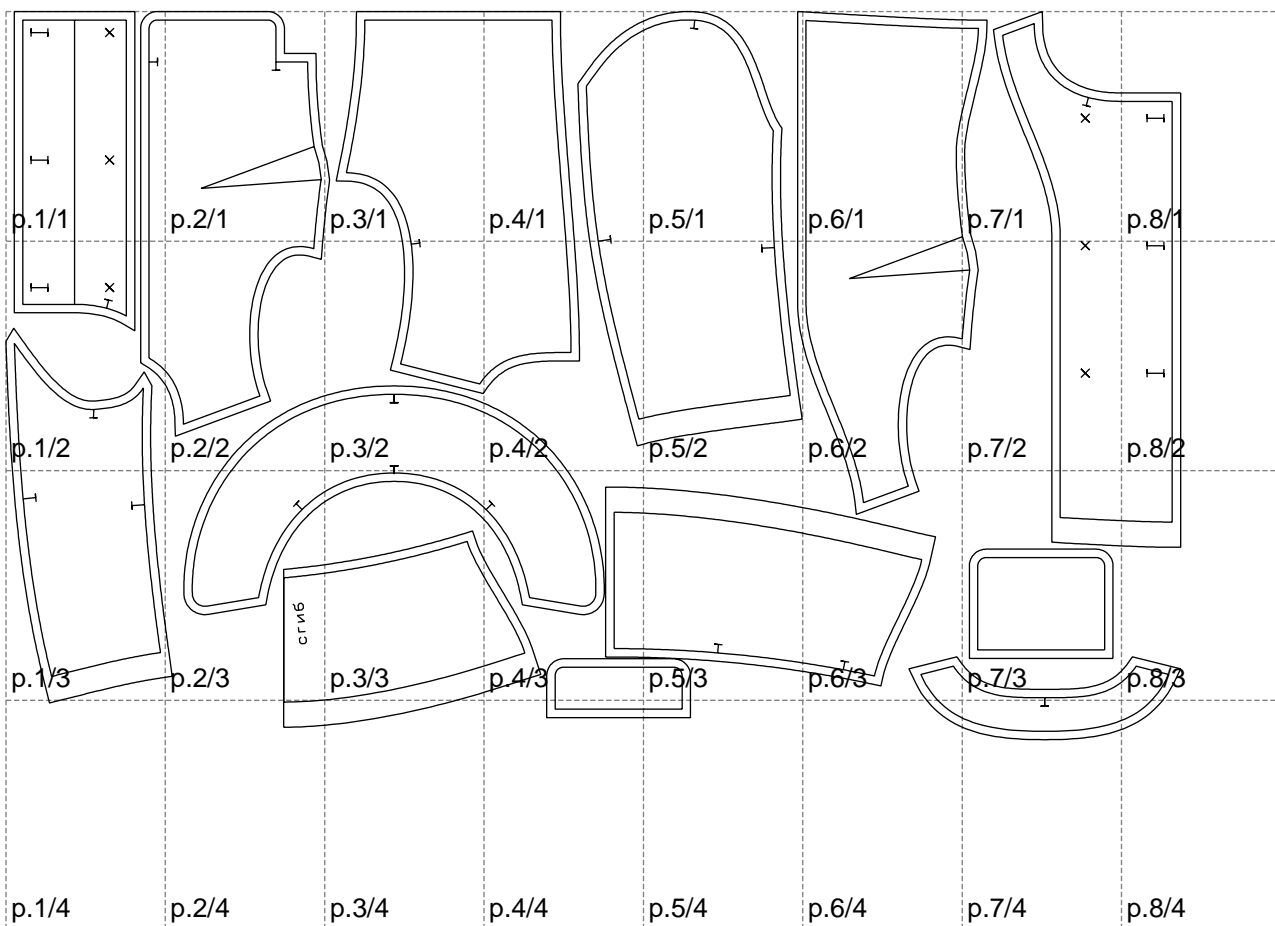 p.1/1 p.2/1 p.3/1 p.4/1 p.5/1 p.6/1 p.7/1 p.8/1
p.1/2 p.2/2 p.3/2 p.4/2 p.5/2 p.6/2 p.7/2 p.8/2
сгиб
p.1/3 p.2/3 p.3/3 p.4/3 p.5/3 p.6/3 p.7/3 p.8/3
p.1/4 p.2/4 p.3/4 p.4/4 p.5/4 p.6/4 p.7/4 p.8/4